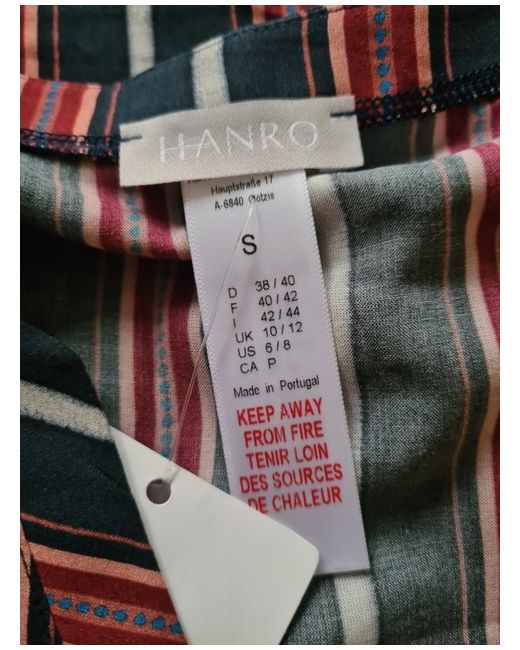 HANRO
Hauptstraße 17
A-6840 Götzis
S
D 38 / 40
F 40 / 42
I 42 / 44
UK 10 / 12
US 6 / 8
CA P
Made in Portugal
KEEP AWAY
FROM FIRE
TENIR LOIN
DES SOURCES
DE CHALEUR